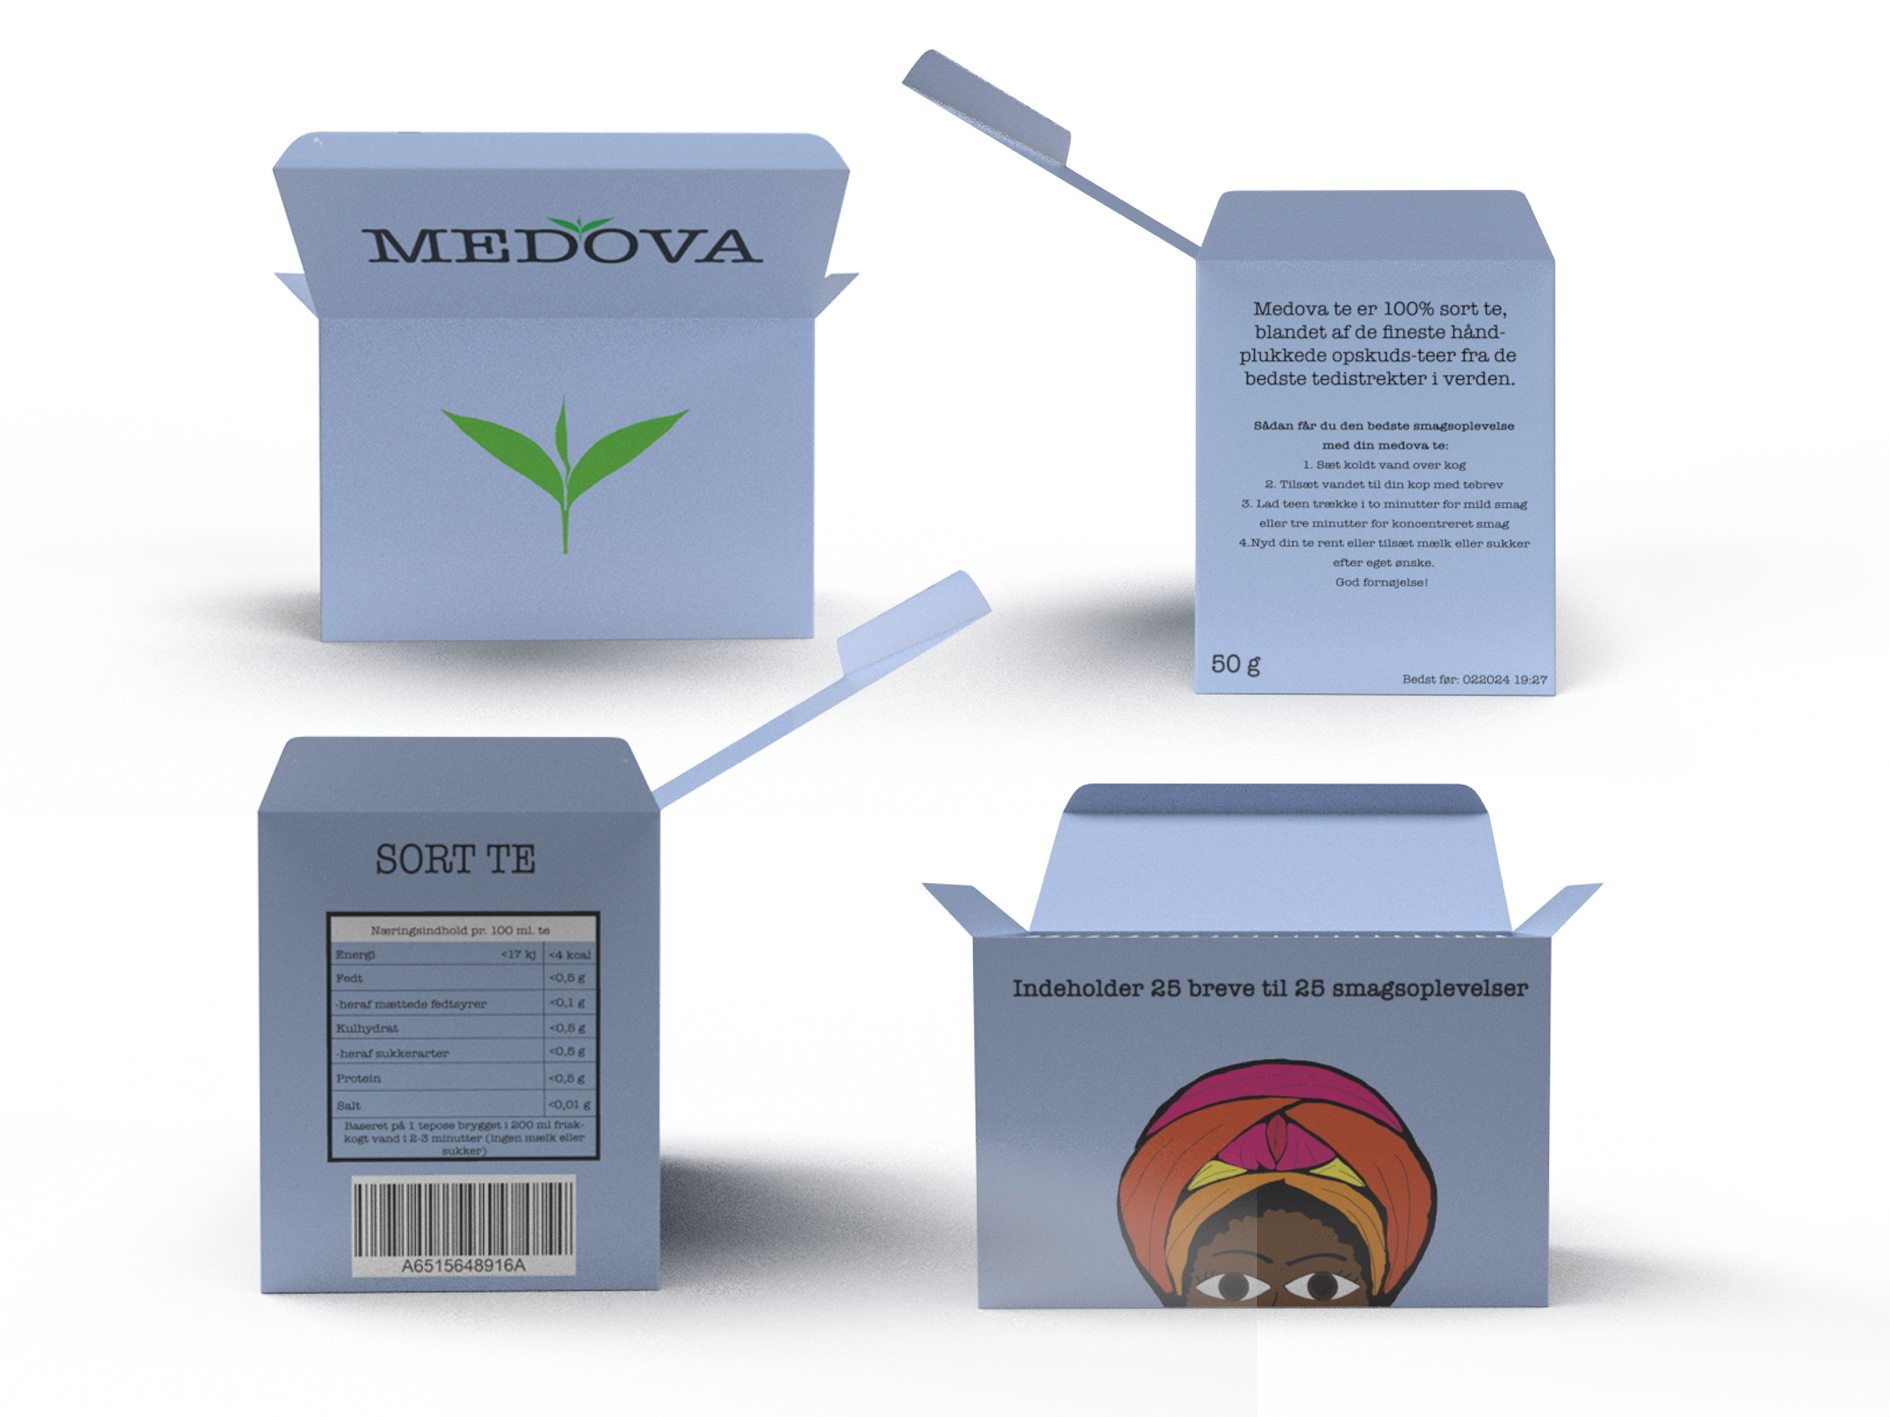 MEDOVA
Medova te er 100% sort te,
blandet af de fineste hånd-
plukkede opskuds-teer fra de
bedste tedistrekter i verden.
Sådan får du den bedste smagsoplevelse
med din medova te:
1. Sæt koldt vand over kog
2. Tilsæt vandet til din kop med tebrev
3. Lad teen trække i to minutter for mild smag
eller tre minutter for koncentreret smag
4.Nyd din te rent eller tilsæt mælk eller sukker
efter eget ønske.
God fornøjelse!
50 g
Bedst før: 022024 19:27
SORT TE
Næringsindhold pr. 100 ml. te
Energi <17 kj <4 kcal
Fedt <0,5 g
-heraf mættede fedtsyrer <0,1 g
Kulhydrat <0,5 g
-heraf sukkerarter <0,5 g
Protein <0,5 g
Salt <0,01 g
Baseret på 1 tepose brygget i 200 ml frisk-
kogt vand i 2-3 minutter (ingen mælk eller
sukker)
A6515648916A
Indeholder 25 breve til 25 smagsoplevelser